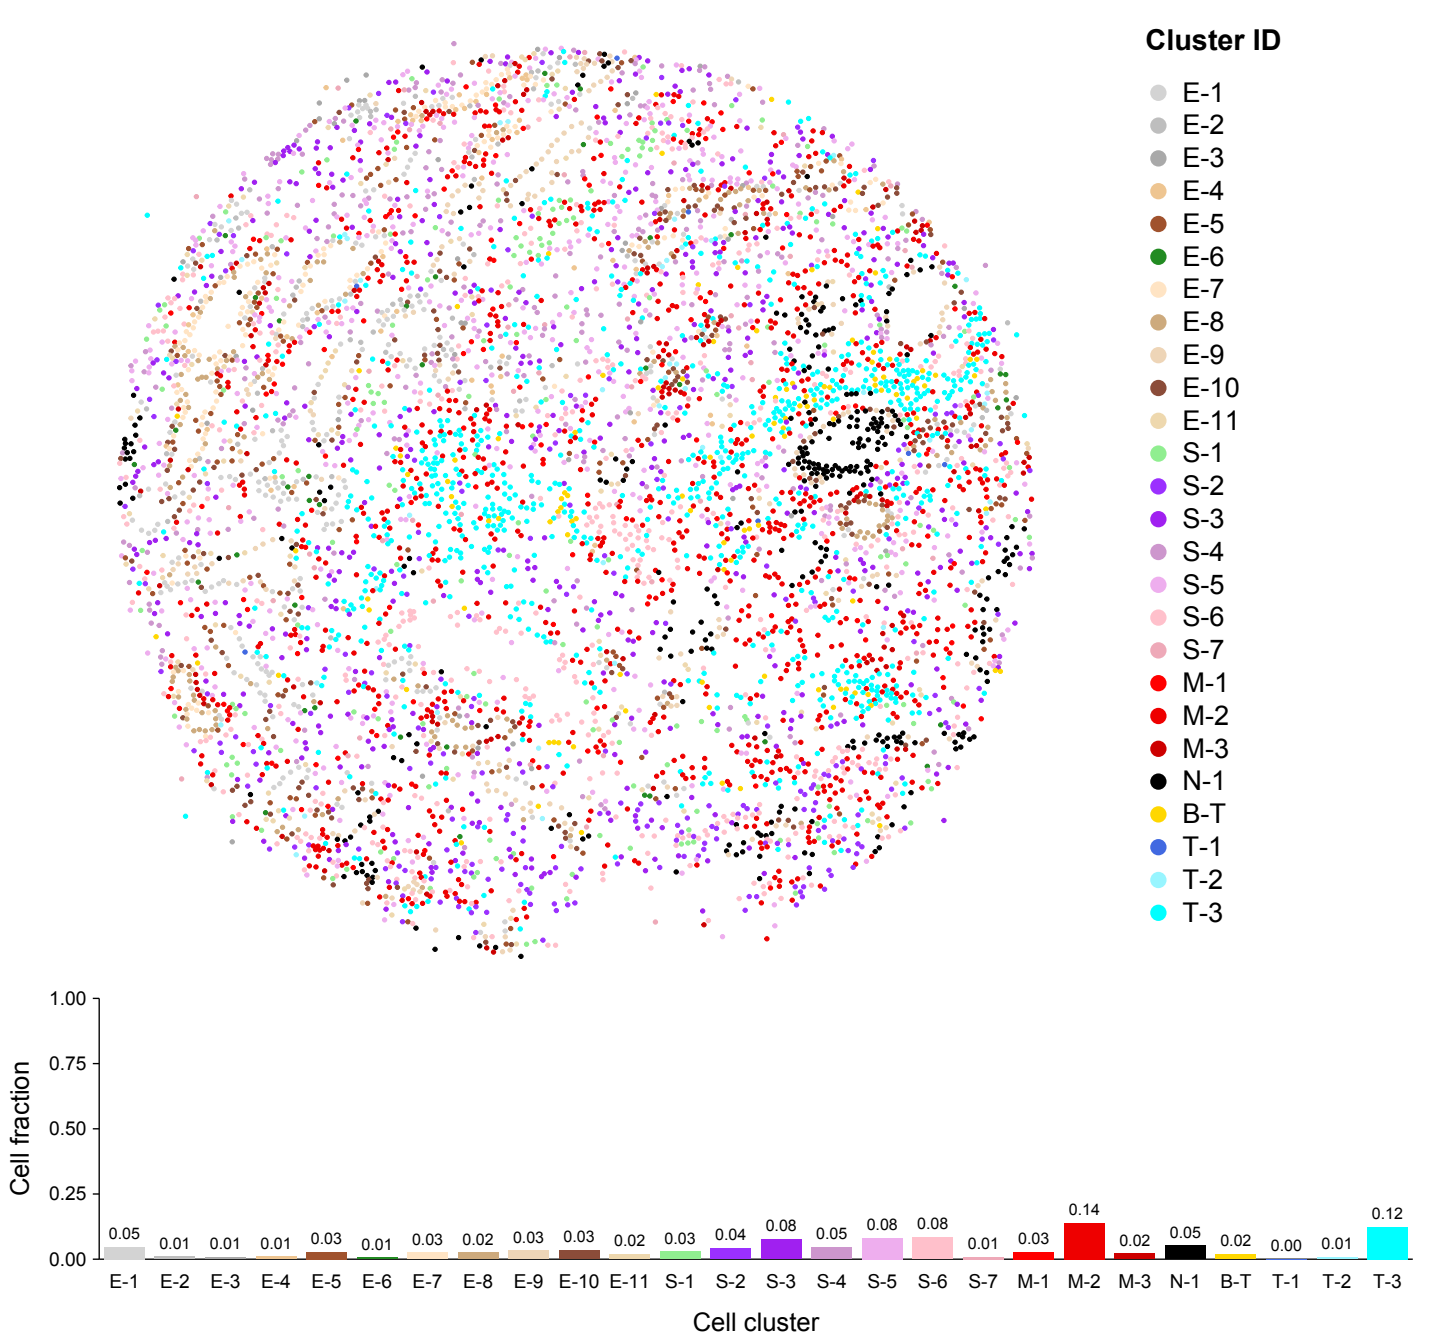 Cluster ID
E-1
E-2
E-3
E-4
E-5
E-6
E-7
E-8
E-9
E-10
E-11
S-1
S-2
S-3
S-4
S-5
S-6
S-7
M-1
M-2
M-3
N-1
B-T
T-1
T-2
T-3
1.00
0.75
0.50
0.25
0.00
Cell fraction
0.05 0.01 0.01 0.01 0.03 0.01 0.03 0.02 0.03 0.03 0.02 0.03 0.04 0.08 0.05 0.08 0.08 0.01 0.03 0.14 0.02 0.05 0.02 0.00 0.01 0.12
E-1 E-2 E-3 E-4 E-5 E-6 E-7 E-8 E-9 E-10 E-11 S-1 S-2 S-3 S-4 S-5 S-6 S-7 M-1 M-2 M-3 N-1 B-T T-1 T-2 T-3
Cell cluster